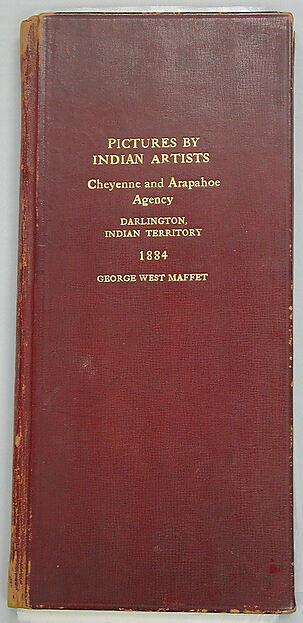 PICTURES BY
INDIAN ARTISTS
Cheyenne and Arapahoe
Agency
DARLINGTON,
INDIAN TERRITORY
1884
GEORGE WEST MAFFET